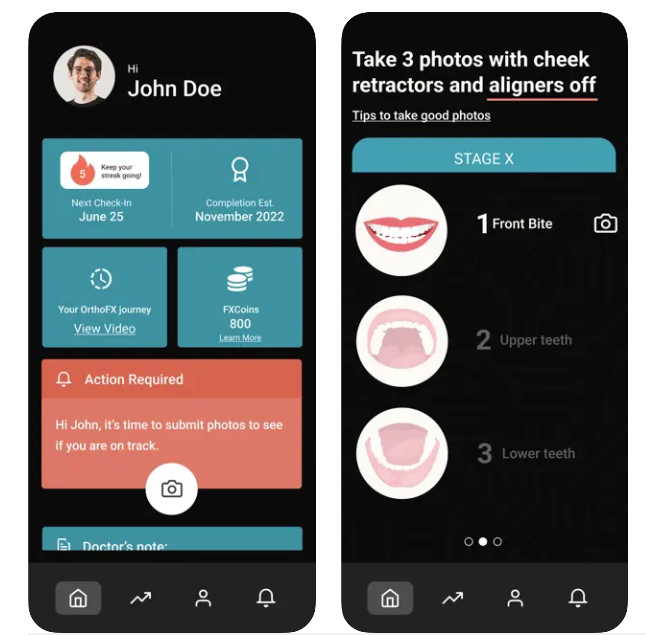 Hi
John Doe
5
Keep your
streak going!
Next Check-In
June 25
Completion Est.
November 2022
Your OrthoFX journey
View Video
FXCoins
800
Learn More
Action Required
Hi John, it's time to submit photos to see
if you are on track.
Doctor's note:
Take 3 photos with cheek
retractors and aligners off
Tips to take good photos
STAGE X
1 Front Bite
2 Upper teeth
3 Lower teeth